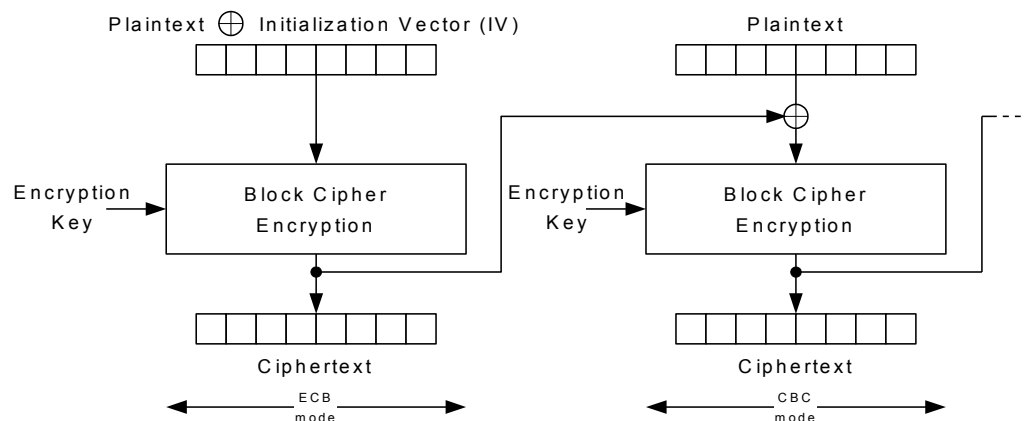 Plaintext ⊕ Initialization Vector (IV)
Plaintext
Encryption
Key
Block Cipher
Encryption
Encryption
Key
Block Cipher
Encryption
Ciphertext
Ciphertext
ECB
mode
CBC
mode